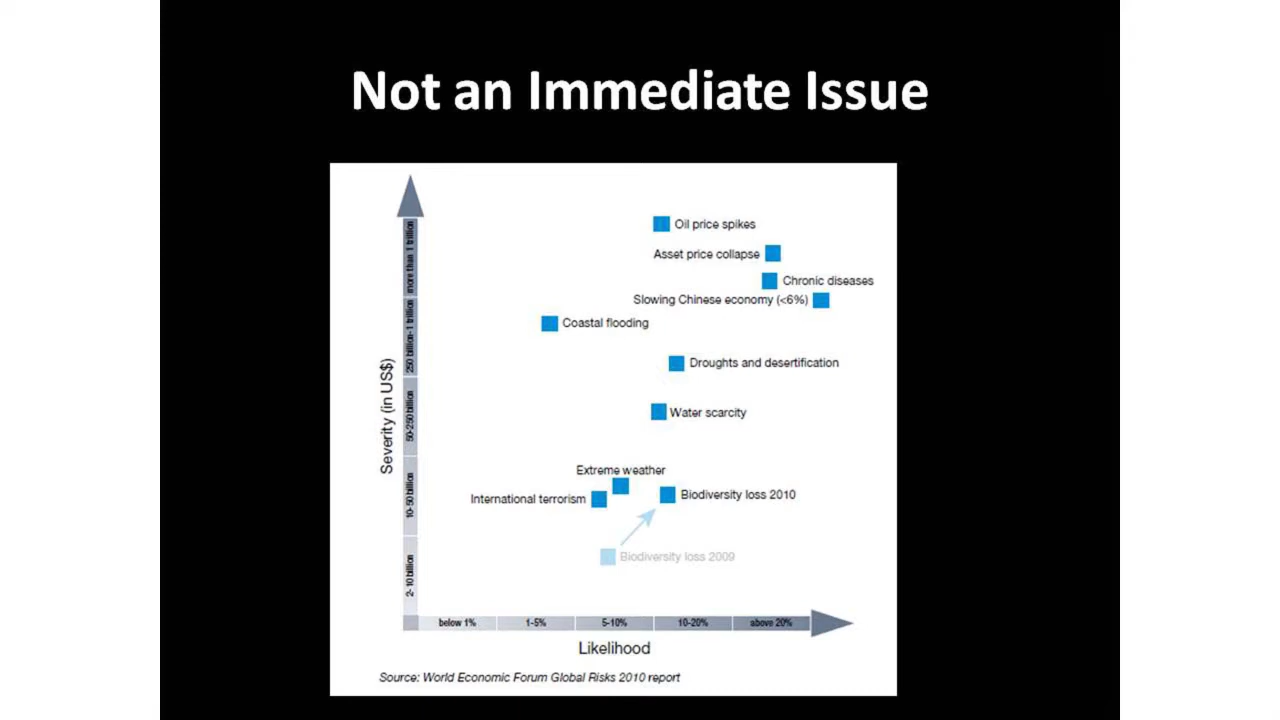 Not an Immediate Issue
Oil price spikes
Asset price collapse
Chronic diseases
Slowing Chinese economy (<6%)
Coastal flooding
Droughts and desertification
Water scarcity
Extreme weather
International terrorism
Biodiversity loss 2010
Biodiversity loss 2009
Severity (in US$)
more than 1 trillion
250 billion-1 trillion
50-250 billion
10-50 billion
2-10 billion
below 1% 1-5% 5-10% 10-20% above 20%
Likelihood
Source: World Economic Forum Global Risks 2010 report